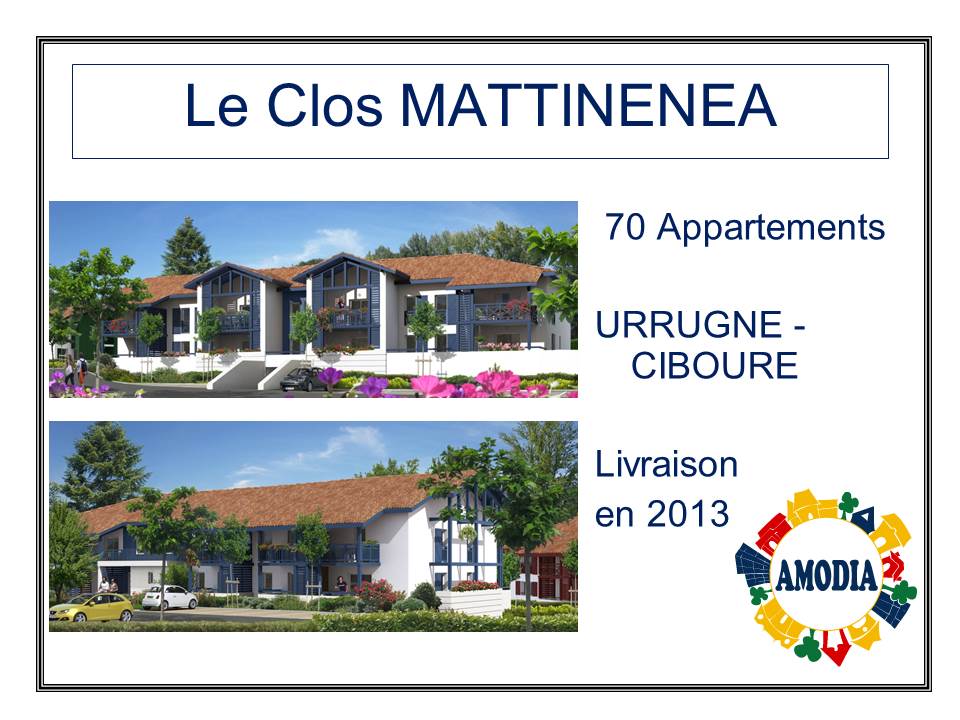 Le Clos MATTINENEA
70 Appartements
URRUGNE -
CIBOURE
Livraison
en 2013
AMODIA